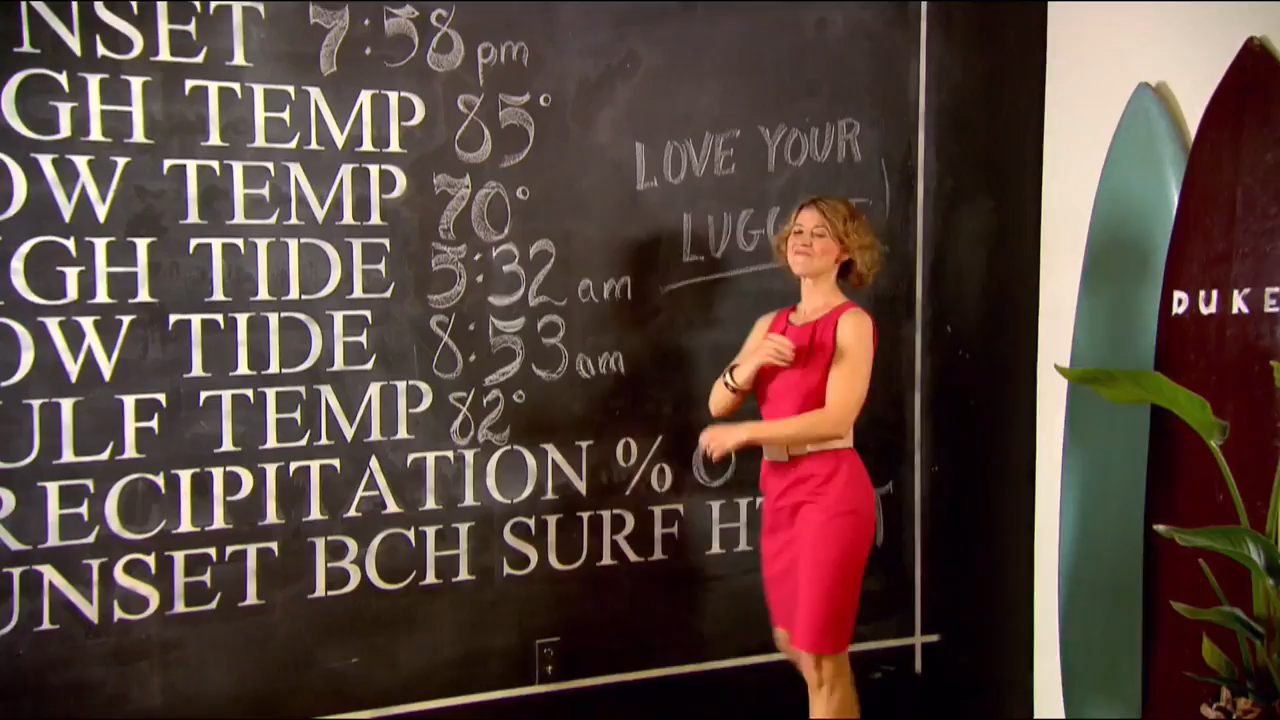 NSET 7:58 pm
GH TEMP 85°
OW TEMP 70°
GH TIDE 5:32 am
OW TIDE 8:53 am
ULF TEMP 82°
RECIPITATION % 0
UNSET BCH SURF HT
LOVE YOUR
LUGG
DUKE